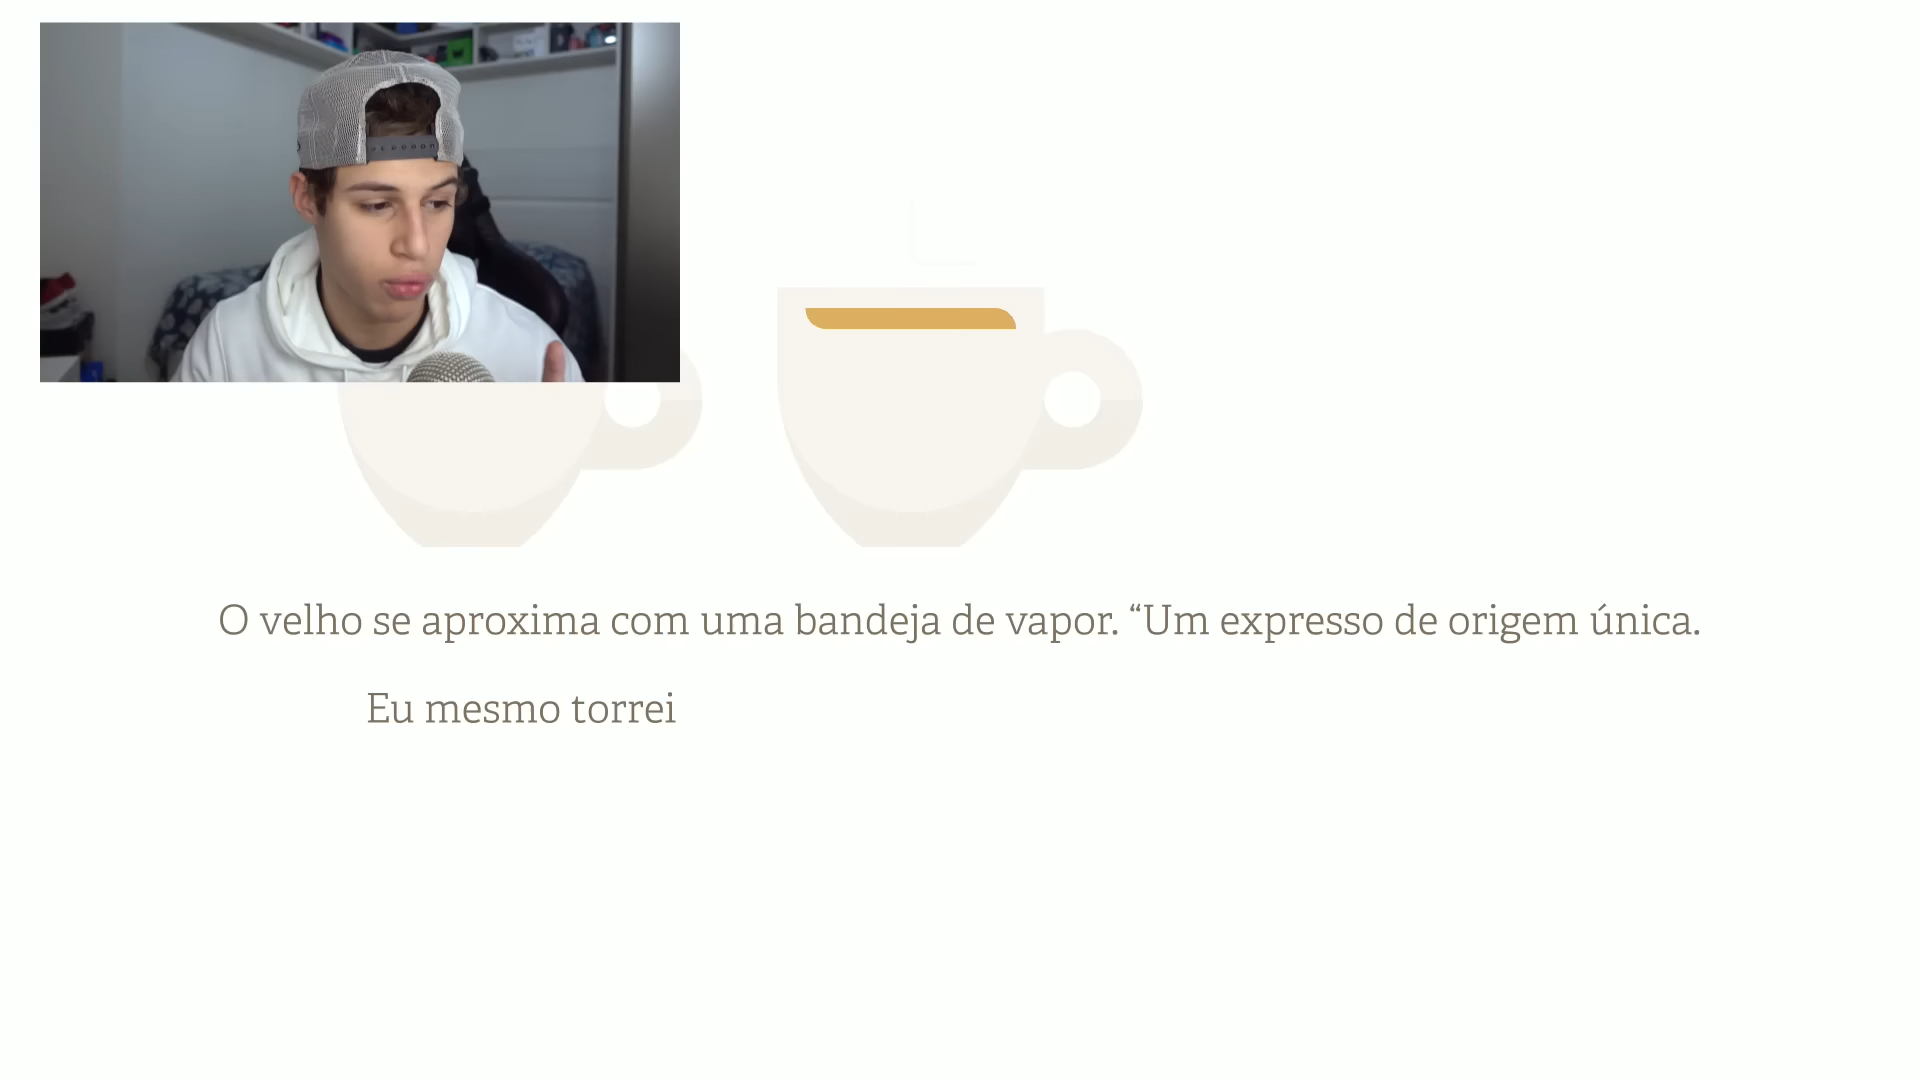 O velho se aproxima com uma bandeja de vapor. “Um expresso de origem única.
Eu mesmo torrei